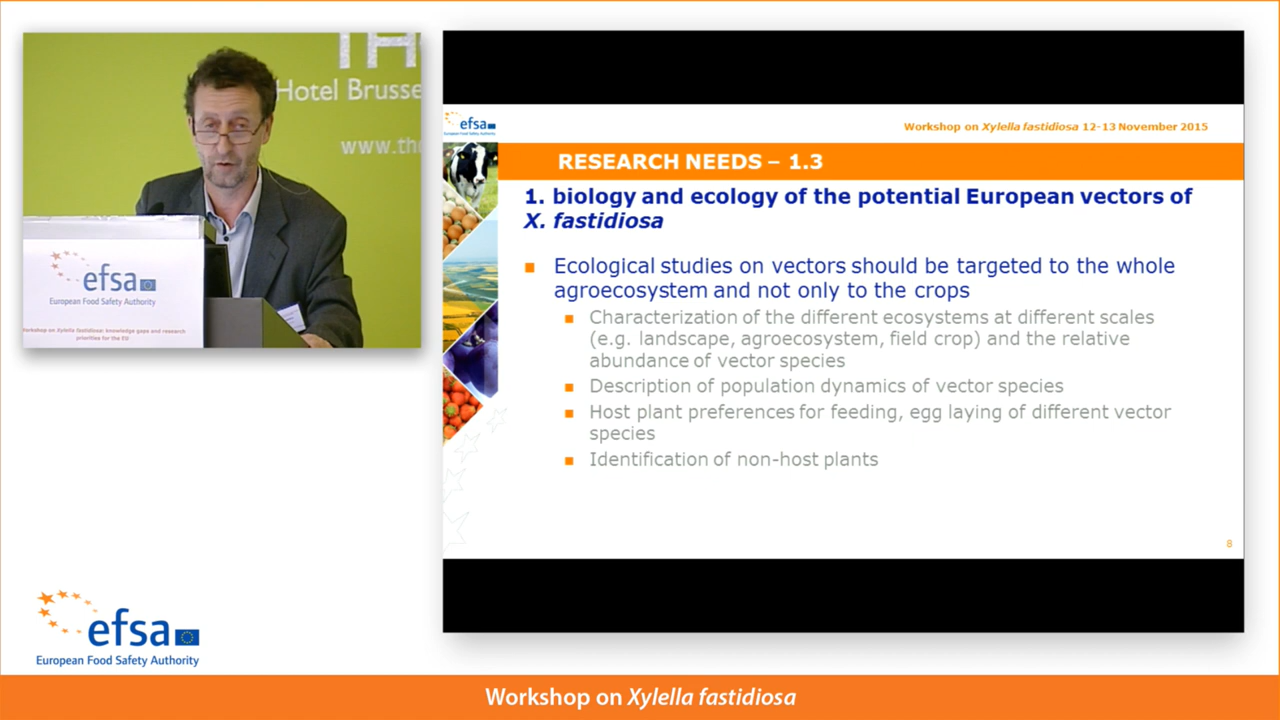 TH
Hotel Brusse
www.the
efsa
European Food Safety Authority
Workshop on Xylella fastidiosa: knowledge gaps and research
priorities for the EU
efsa
European Food Safety Authority
Workshop on Xylella fastidiosa 12-13 November 2015
RESEARCH NEEDS – 1.3
1. biology and ecology of the potential European vectors of
X. fastidiosa
Ecological studies on vectors should be targeted to the whole
agroecosystem and not only to the crops
Characterization of the different ecosystems at different scales
(e.g. landscape, agroecosystem, field crop) and the relative
abundance of vector species
Description of population dynamics of vector species
Host plant preferences for feeding, egg laying of different vector
species
Identification of non-host plants
8
efsa
European Food Safety Authority
Workshop on Xylella fastidiosa